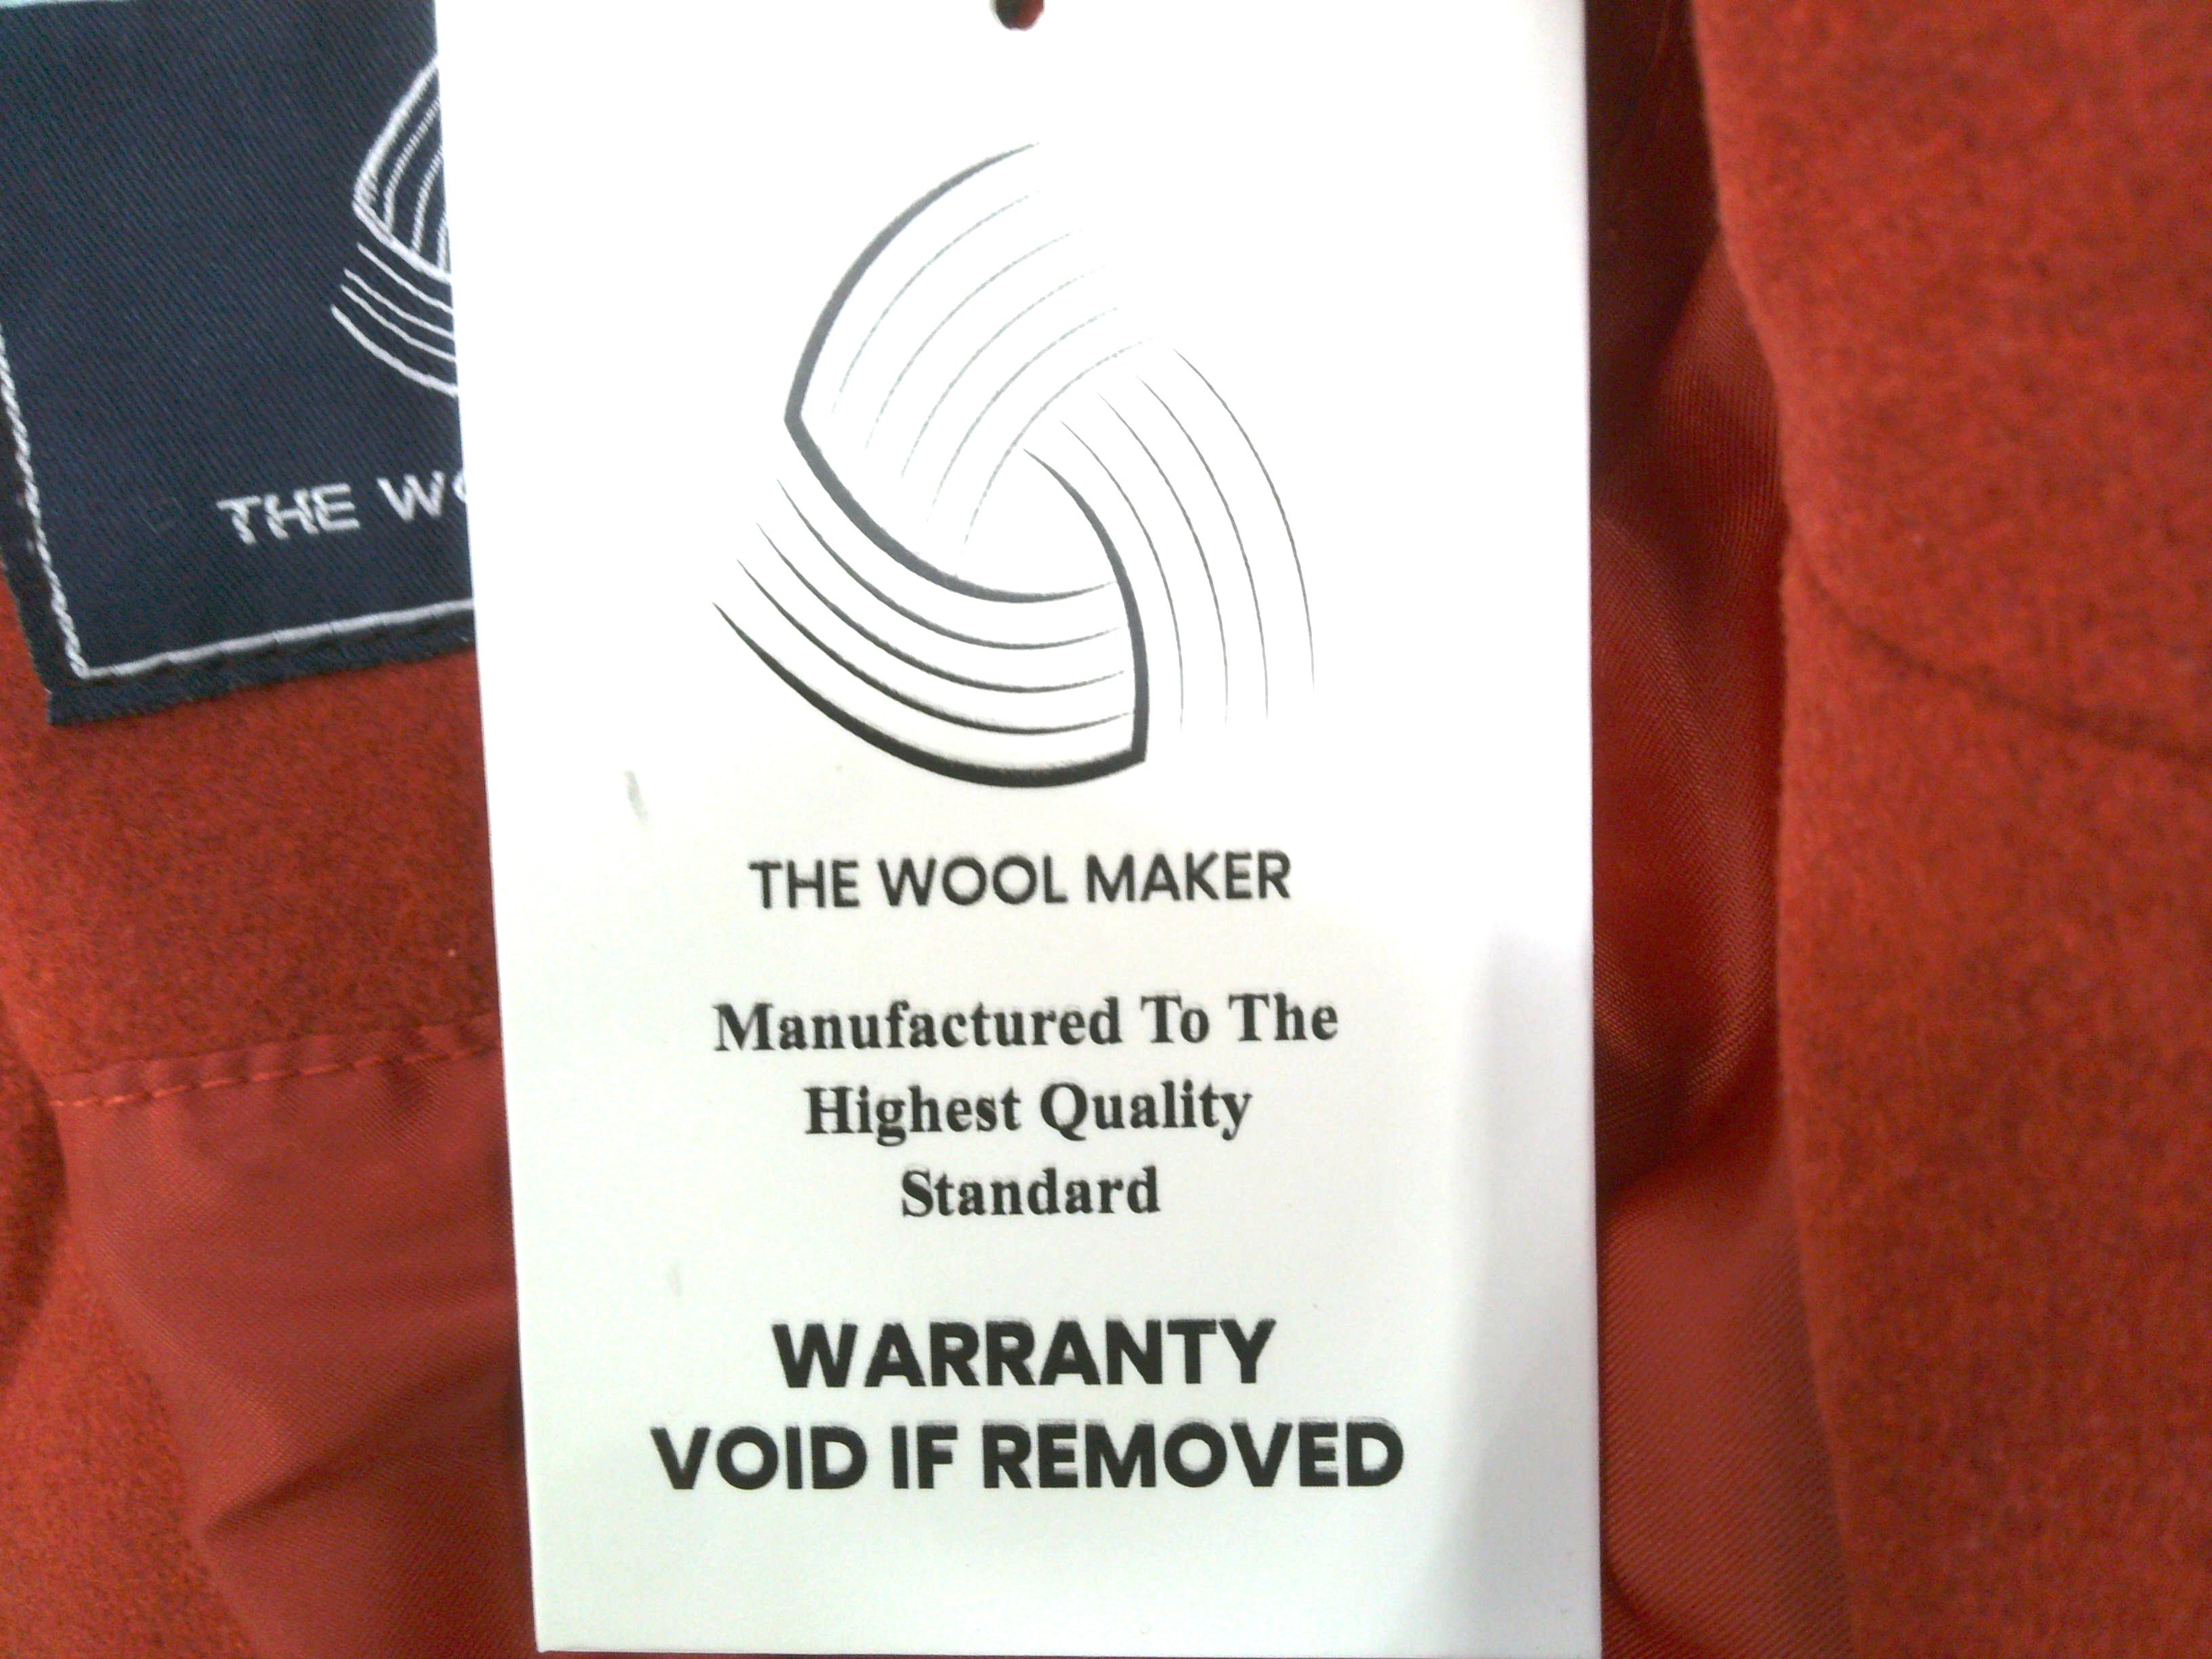 THE WOOL MAKER
Manufactured To The
Highest Quality
Standard
WARRANTY
VOID IF REMOVED
THE